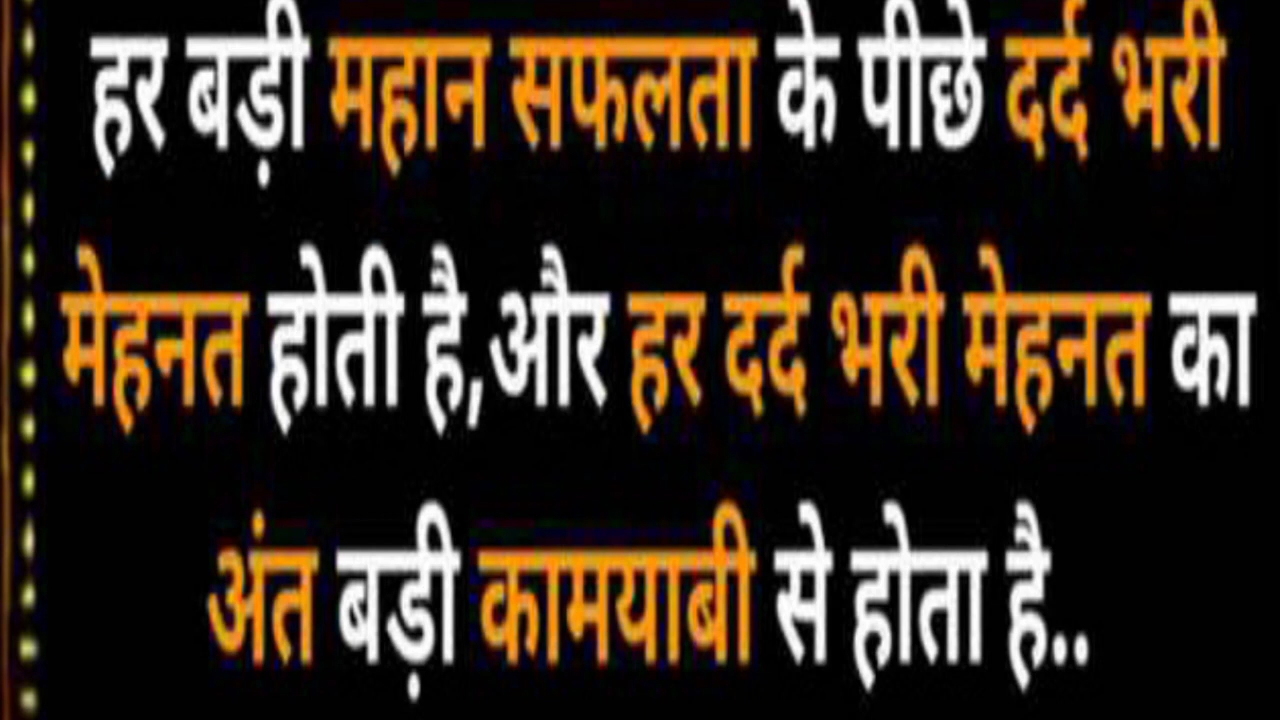 हर बड़ी महान सफलता के पीछे दर्द भरी
मेहनत होती है,और हर दर्द भरी मेहनत का
अंत बड़ी कामयाबी से होता है..